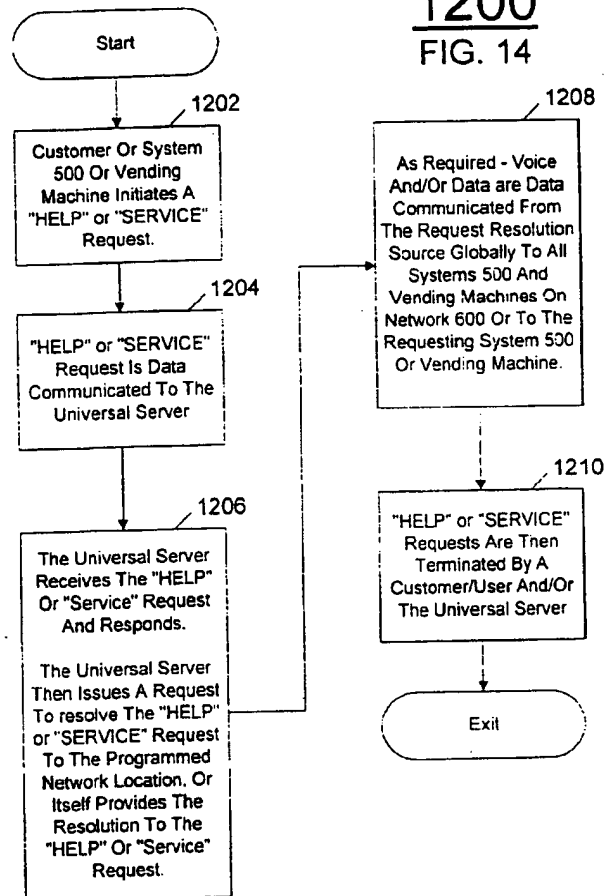 1200
FIG. 14
Start
1202
Customer Or System
500 Or Vending
Machine Initiates A
"HELP" or "SERVICE"
Request.
1204
"HELP" or "SERVICE"
Request Is Data
Communicated To The
Universal Server
1206
The Universal Server
Receives The "HELP"
Or "Service" Request
And Responds.
The Universal Server
Then Issues A Request
To resolve The "HELP"
or "SERVICE" Request
To The Programmed
Network Location, Or
Itself Provides The
Resolution To The
"HELP" Or "Service"
Request.
1208
As Required - Voice
And/Or Data are Data
Communicated From
The Request Resolution
Source Globally To All
Systems 500 And
Vending Machines On
Network 600 Or To The
Requesting System 500
Or Vending Machine.
1210
"HELP" or "SERVICE"
Requests Are Then
Terminated By A
Customer/User And/Or
The Universal Server
Exit